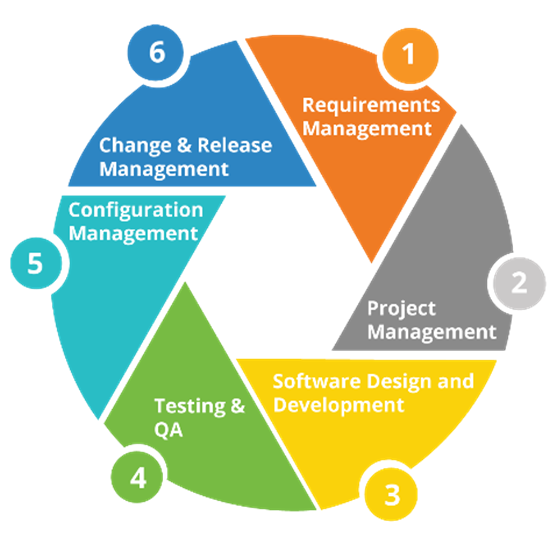 1
Requirements
Management
2
Project
Management
3
Software Design and
Development
4
Testing &
QA
5
Configuration
Management
6
Change & Release
Management